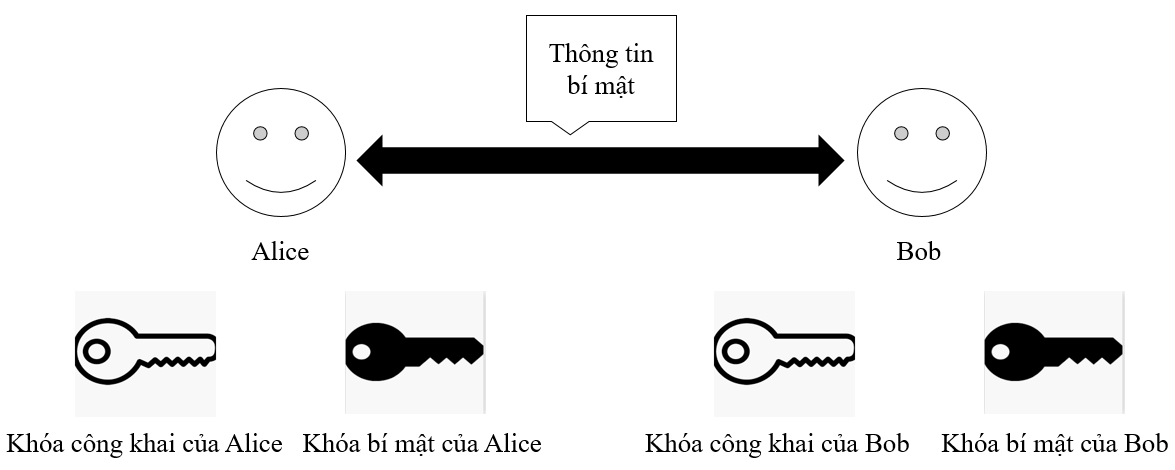 Thông tin
bí mật
Alice
Bob
Khóa công khai của Alice
Khóa bí mật của Alice
Khóa công khai của Bob
Khóa bí mật của Bob